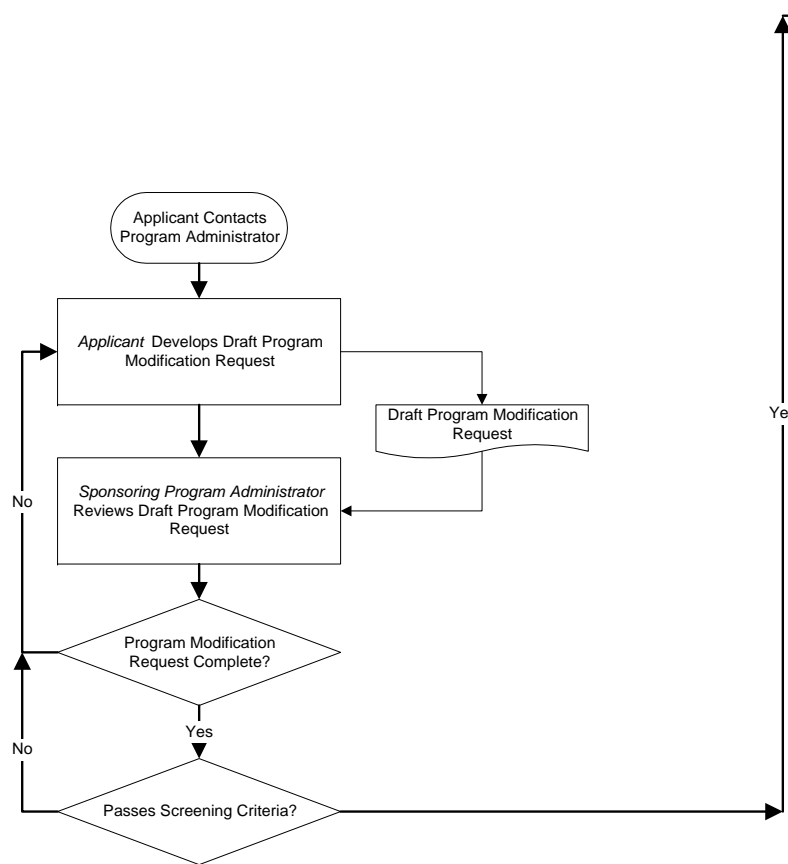 Applicant Contacts
Program Administrator
Applicant Develops Draft Program
Modification Request
Draft Program Modification
Request
Sponsoring Program Administrator
Reviews Draft Program Modification
Request
No
Program Modification
Request Complete?
Yes
No
Passes Screening Criteria?
Ye